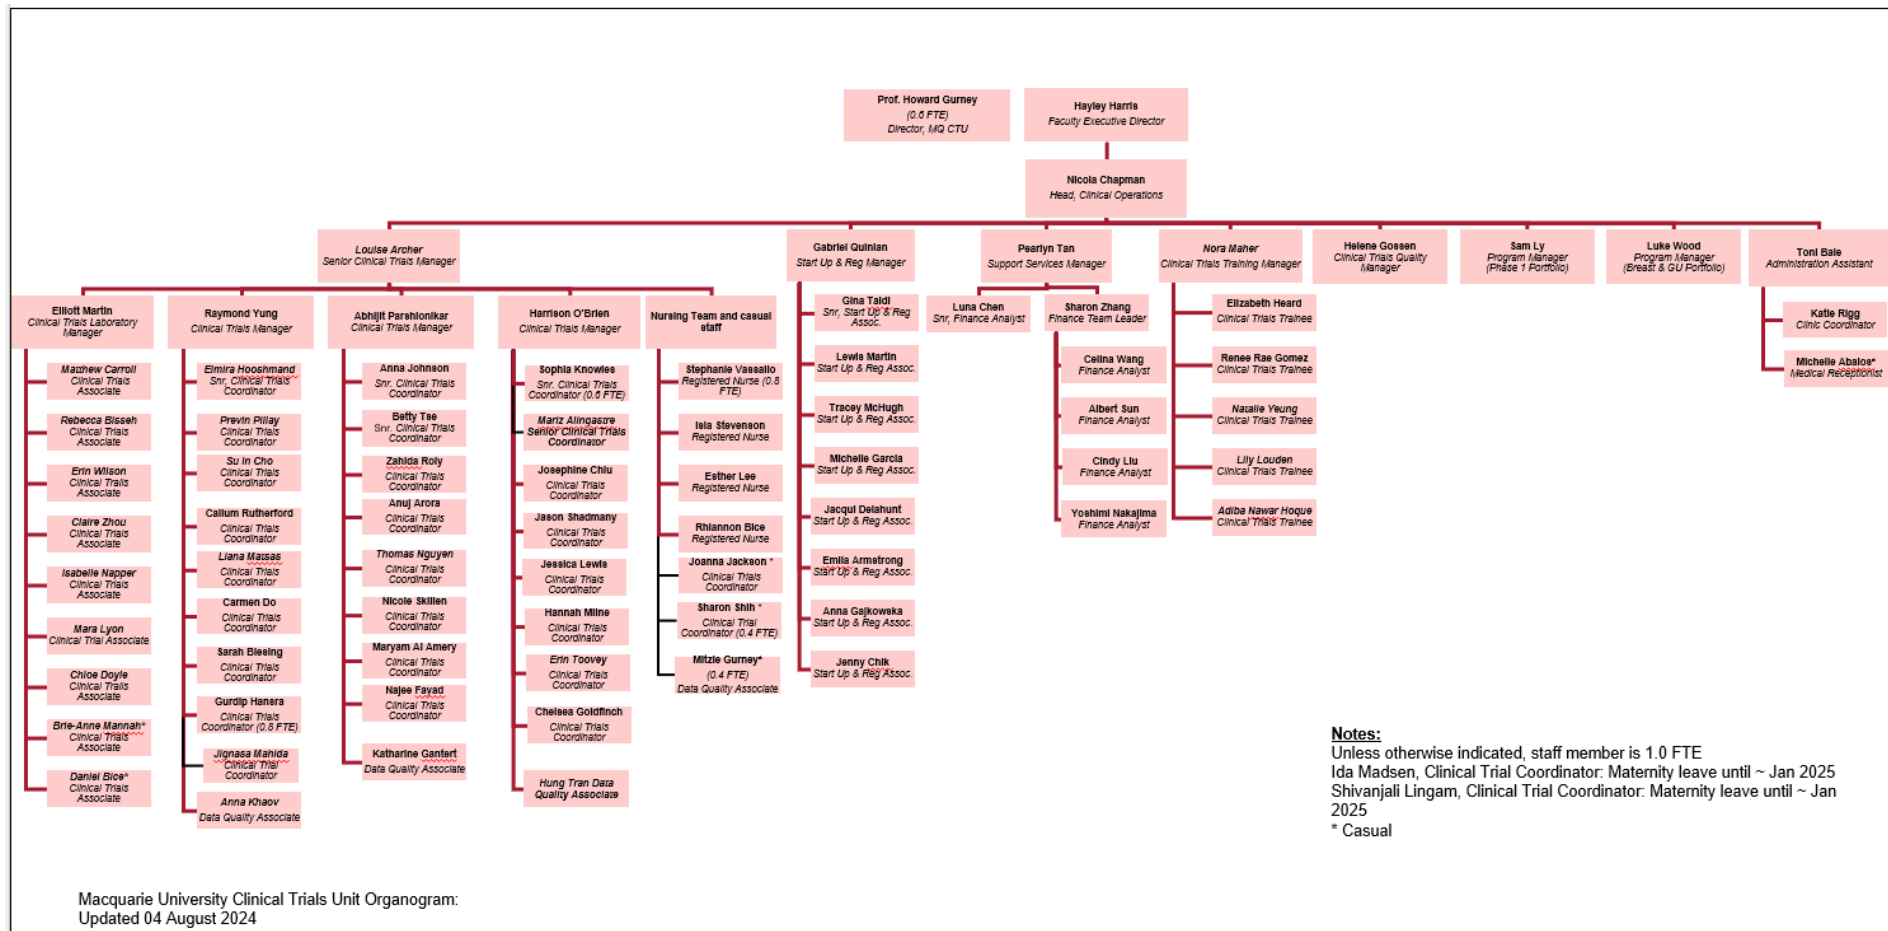 Prof. Howard Gurney
(0.6 FTE)
Director, MQ CTU
Hayley Harris
Faculty Executive Director
Nicola Chapman
Head, Clinical Operations
Louise Archer
Senior Clinical Trials Manager
Gabriel Quinlan
Start Up & Reg Manager
Pearlyn Tan
Support Services Manager
Nora Maher
Clinical Trials Training Manager
Helene Gossen
Clinical Trials Quality
Manager
Sam Ly
Program Manager
(Phase 1 Portfolio)
Luke Wood
Program Manager
(Breast & GU Portfolio)
Toni Bale
Administration Assistant
Elliott Martin
Clinical Trials Laboratory
Manager
Matthew Carroll
Clinical Trials
Associate
Rebecca Bisseh
Clinical Trials
Associate
Erin Wilson
Clinical Trails
Associate
Claire Zhou
Clinical Trials
Associate
Isabelle Napper
Clinical Trials
Associate
Mara Lyon
Clinical Trial Associate
Chloe Doyle
Clinical Trails
Associate
Brie-Anne Mannah*
Clinical Trials
Associate
Daniel Bice*
Clinical Trials
Associate
Raymond Yung
Clinical Trials Manager
Elmira Hooshmand
Snr, Clinical Trials
Coordinator
Previn Pillay
Clinical Trials
Coordinator
Su In Cho
Clinical Trials
Coordinator
Callum Rutherford
Clinical Trials
Coordinator
Liana Matsas
Clinical Trials
Coordinator
Carmen Do
Clinical Trials
Coordinator
Sarah Blesing
Clinical Trials
Coordinator
Gurdip Hansra
Clinical Trials
Coordinator (0.8 FTE)
Jignasa Mahida
Clinical Trial
Coordinator
Anna Khaov
Data Quality Associate
Abhijit Parshionikar
Clinical Trials Manager
Anna Johnson
Snr. Clinical Trials
Coordinator
Betty Tse
Snr. Clinical Trials
Coordinator
Zahida Roly
Clinical Trials
Coordinator
Anuj Arora
Clinical Trials
Coordinator
Thomas Nguyen
Clinical Trials
Coordinator
Nicole Skillen
Clinical Trials
Coordinator
Maryam Al Amery
Clinical Trials
Coordinator
Najee Fayad
Clinical Trials
Coordinator
Katharine Gantert
Data Quality Associate
Harrison O'Brien
Clinical Trials Manager
Sophia Knowles
Snr. Clinical Trials
Coordinator (0.6 FTE)
Mariz Alingastre
Senior Clinical Trials
Coordinator
Josephine Chiu
Clinical Trials
Coordinator
Jason Shadmany
Clinical Trials
Coordinator
Jessica Lewis
Clinical Trials
Coordinator
Hannah Milne
Clinical Trials
Coordinator
Erin Toovey
Clinical Trials
Coordinator
Chelsea Goldfinch
Clinical Trials
Coordinator
Hung Tran Data
Quality Associate
Nursing Team and casual
staff
Stephanie Vassallo
Registered Nurse (0.8
FTE)
Isla Stevenson
Registered Nurse
Esther Lee
Registered Nurse
Rhiannon Bice
Registered Nurse
Joanna Jackson *
Clinical Trials
Coordinator
Sharon Shih *
Clinical Trial
Coordinator (0.4 FTE)
Mitzie Gurney*
(0.4 FTE)
Data Quality Associate
Gina Taldi
Snr, Start Up & Reg
Assoc.
Lewis Martin
Start Up & Reg Assoc.
Tracey McHugh
Start Up & Reg Assoc.
Michelle Garcia
Start Up & Reg Assoc.
Jacqui Delahunt
Start Up & Reg Assoc.
Emila Armstrong
Start Up & Reg Assoc.
Anna Gajkowska
Start Up & Reg Assoc.
Jenny Chik
Start Up & Reg Assoc.
Luna Chen
Snr, Finance Analyst
Sharon Zhang
Finance Team Leader
Celina Wang
Finance Analyst
Albert Sun
Finance Analyst
Cindy Liu
Finance Analyst
Yoshimi Nakajima
Finance Analyst
Elizabeth Heard
Clinical Trials Trainee
Renee Rae Gomez
Clinical Trials Trainee
Natalie Yeung
Clinical Trials Trainee
Lily Louden
Clinical Trials Trainee
Adiba Nawar Hoque
Clinical Trials Trainee
Katie Rigg
Clinic Coordinator
Michelle Abalos*
Medical Receptionist
Notes:
Unless otherwise indicated, staff member is 1.0 FTE
Ida Madsen, Clinical Trial Coordinator: Maternity leave until ~ Jan 2025
Shivanjali Lingam, Clinical Trial Coordinator: Maternity leave until ~ Jan
2025
* Casual
Macquarie University Clinical Trials Unit Organogram:
Updated 04 August 2024